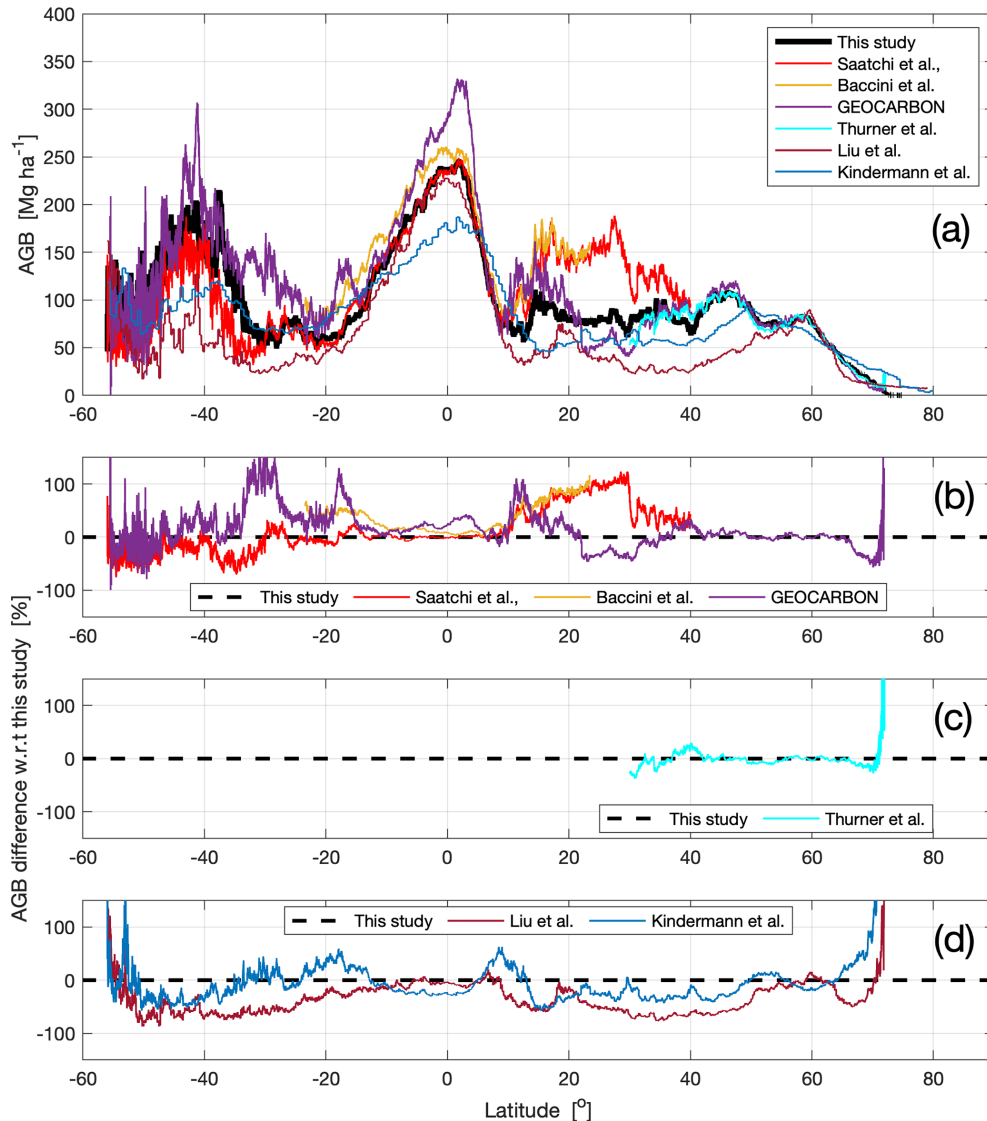 400
350
300
250
200
150
100
50
0
AGB [Mg ha⁻¹]
This study
Saatchi et al.,
Baccini et al.
GEOCARBON
Thurner et al.
Liu et al.
Kindermann et al.
(a)
-60 -40 -20 0 20 40 60 80
100
0
-100
(b)
This study Saatchi et al., Baccini et al. GEOCARBON
-60 -40 -20 0 20 40 60 80
AGB difference w.r.t this study [%]
100
0
-100
(c)
This study Thurner et al.
-60 -40 -20 0 20 40 60 80
100
0
-100
This study Liu et al. Kindermann et al.
(d)
-60 -40 -20 0 20 40 60 80
Latitude [°]